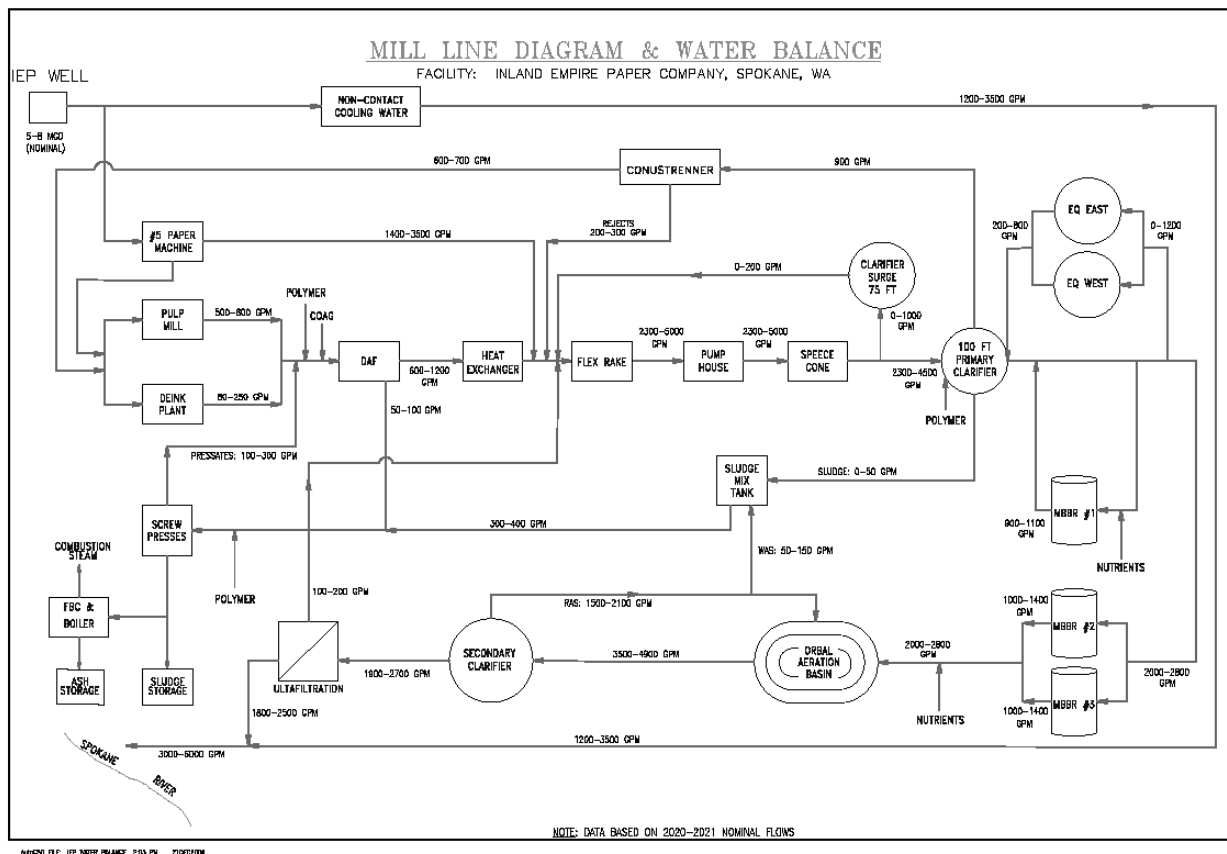 MILL LINE DIAGRAM & WATER BALANCE
FACILITY: INLAND EMPIRE PAPER COMPANY, SPOKANE, WA
IEP WELL
5-8 MGD
(NOMINAL)
NON-CONTACT
COOLING WATER
1200-3500 GPM
600-700 GPM
CONUSTRENNER
900 GPM
REJECTS
200-300 GPM
#5 PAPER
MACHINE
1400-3500 GPM
EQ EAST
EQ WEST
200-800
GPM
0-1200
GPM
CLARIFIER
SURGE
75 FT
0-200 GPM
0-1000
GPM
PULP
MILL
500-800 GPM
POLYMER
COAG
DEINK
PLANT
80-250 GPM
DAF
600-1200
GPM
50-100 GPM
HEAT
EXCHANGER
FLEX RAKE
2300-5000
GPM
PUMP
HOUSE
2300-5000
GPM
SPEECE
CONE
2300-4500
GPM
100 FT
PRIMARY
CLARIFIER
POLYMER
PRESSATES: 100-300 GPM
SLUDGE MIX
TANK
SLUDGE: 0-50 GPM
SCREW
PRESSES
300-400 GPM
POLYMER
WAS: 50-150 GPM
900-1100
GPM
MBBR #1
NUTRIENTS
COMBUSTION
STEAM
FBC &
BOILER
ASH
STORAGE
SLUDGE
STORAGE
100-200 GPM
ULTAFILTRATION
1800-2500 GPM
1900-2700 GPM
SECONDARY
CLARIFIER
RAS: 1500-2100 GPM
3500-4900 GPM
ORBAL
AERATION
BASIN
2000-2800
GPM
NUTRIENTS
1000-1400
GPM
MBBR #2
1000-1400
GPM
MBBR #3
2000-2800
GPM
SPOKANE
RIVER
3000-6000 GPM
1200-3500 GPM
NOTE: DATA BASED ON 2020-2021 NOMINAL FLOWS